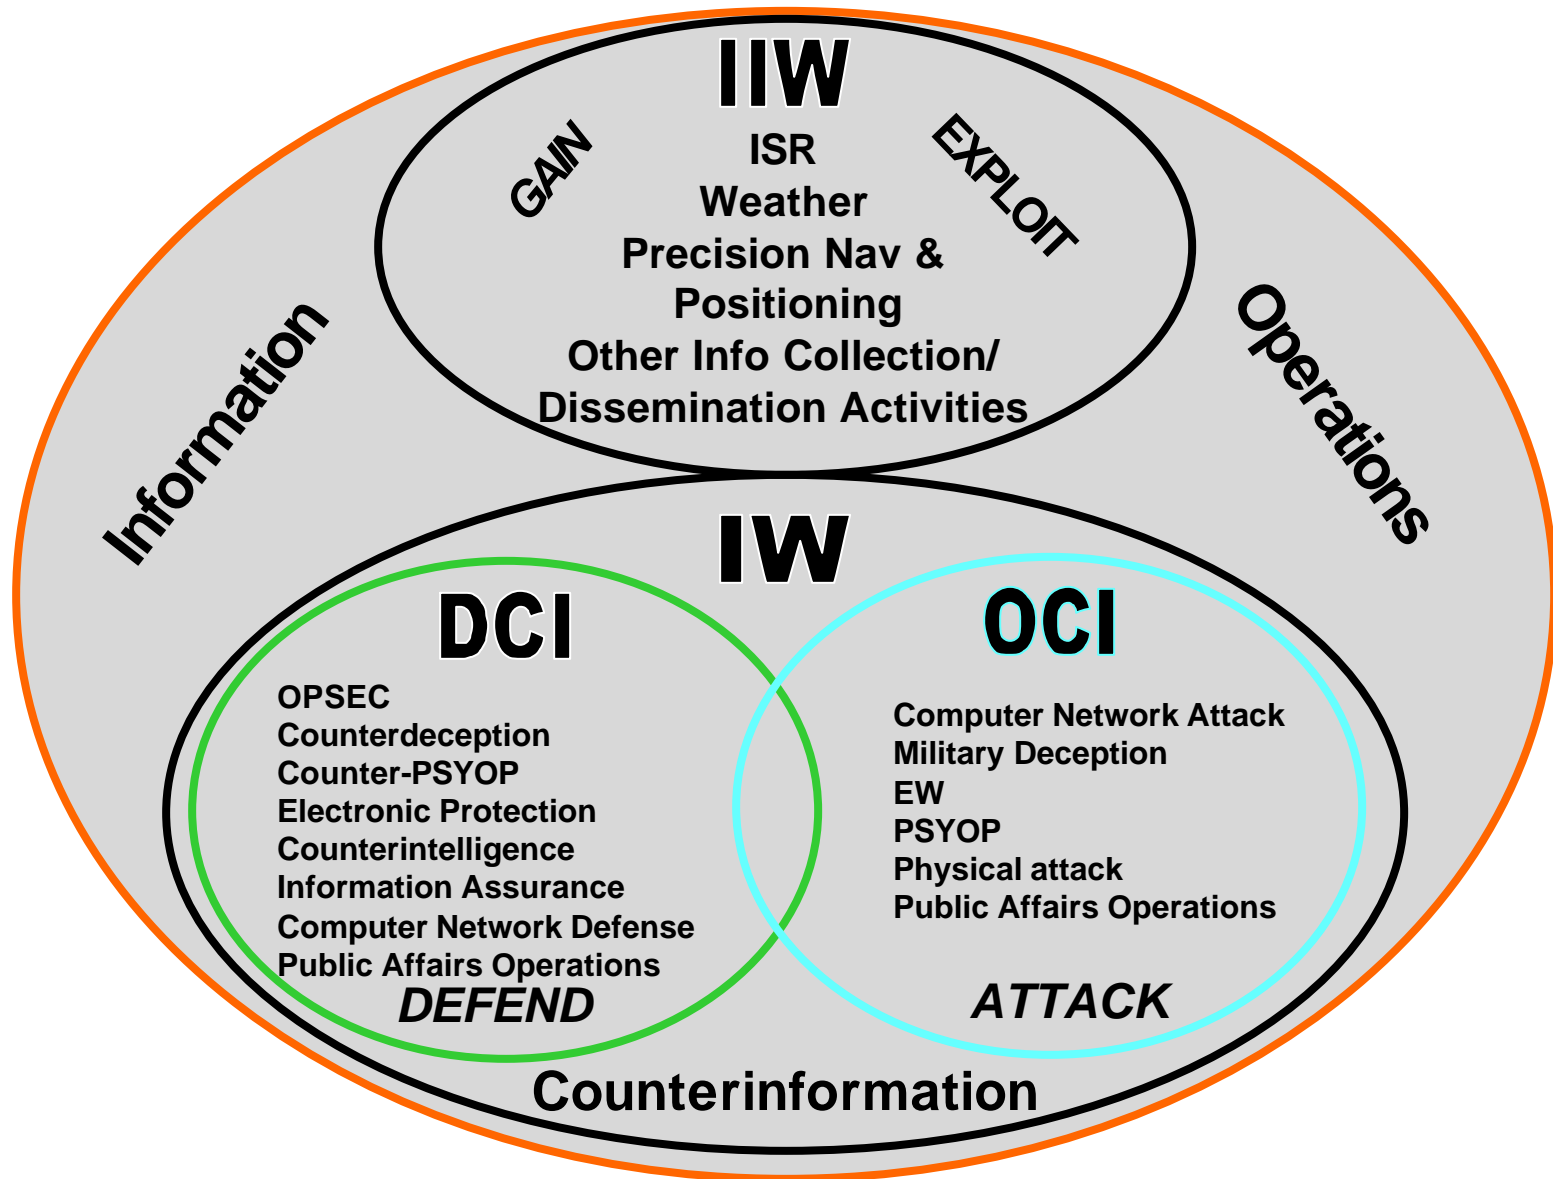 IIW
GAIN
EXPLOIT
ISR
Weather
Precision Nav &
Positioning
Other Info Collection/
Dissemination Activities
Information
Operations
IW
DCI
OPSEC
Counterdeception
Counter-PSYOP
Electronic Protection
Counterintelligence
Information Assurance
Computer Network Defense
Public Affairs Operations
DEFEND
OCI
Computer Network Attack
Military Deception
EW
PSYOP
Physical attack
Public Affairs Operations
ATTACK
Counterinformation